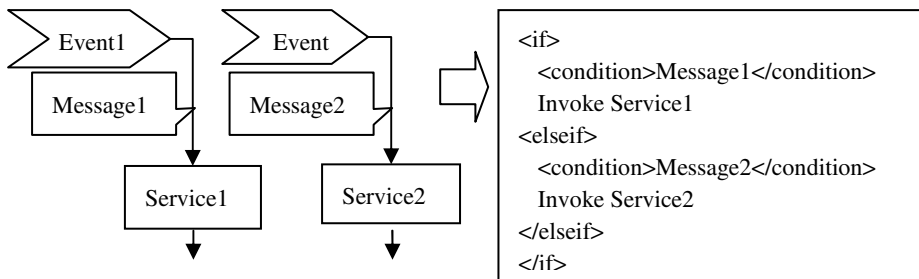 Event1
Event
Message1
Message2
Service1
Service2
<if>
<condition>Message1</condition>
Invoke Service1
<elseif>
<condition>Message2</condition>
Invoke Service2
</elseif>
</if>